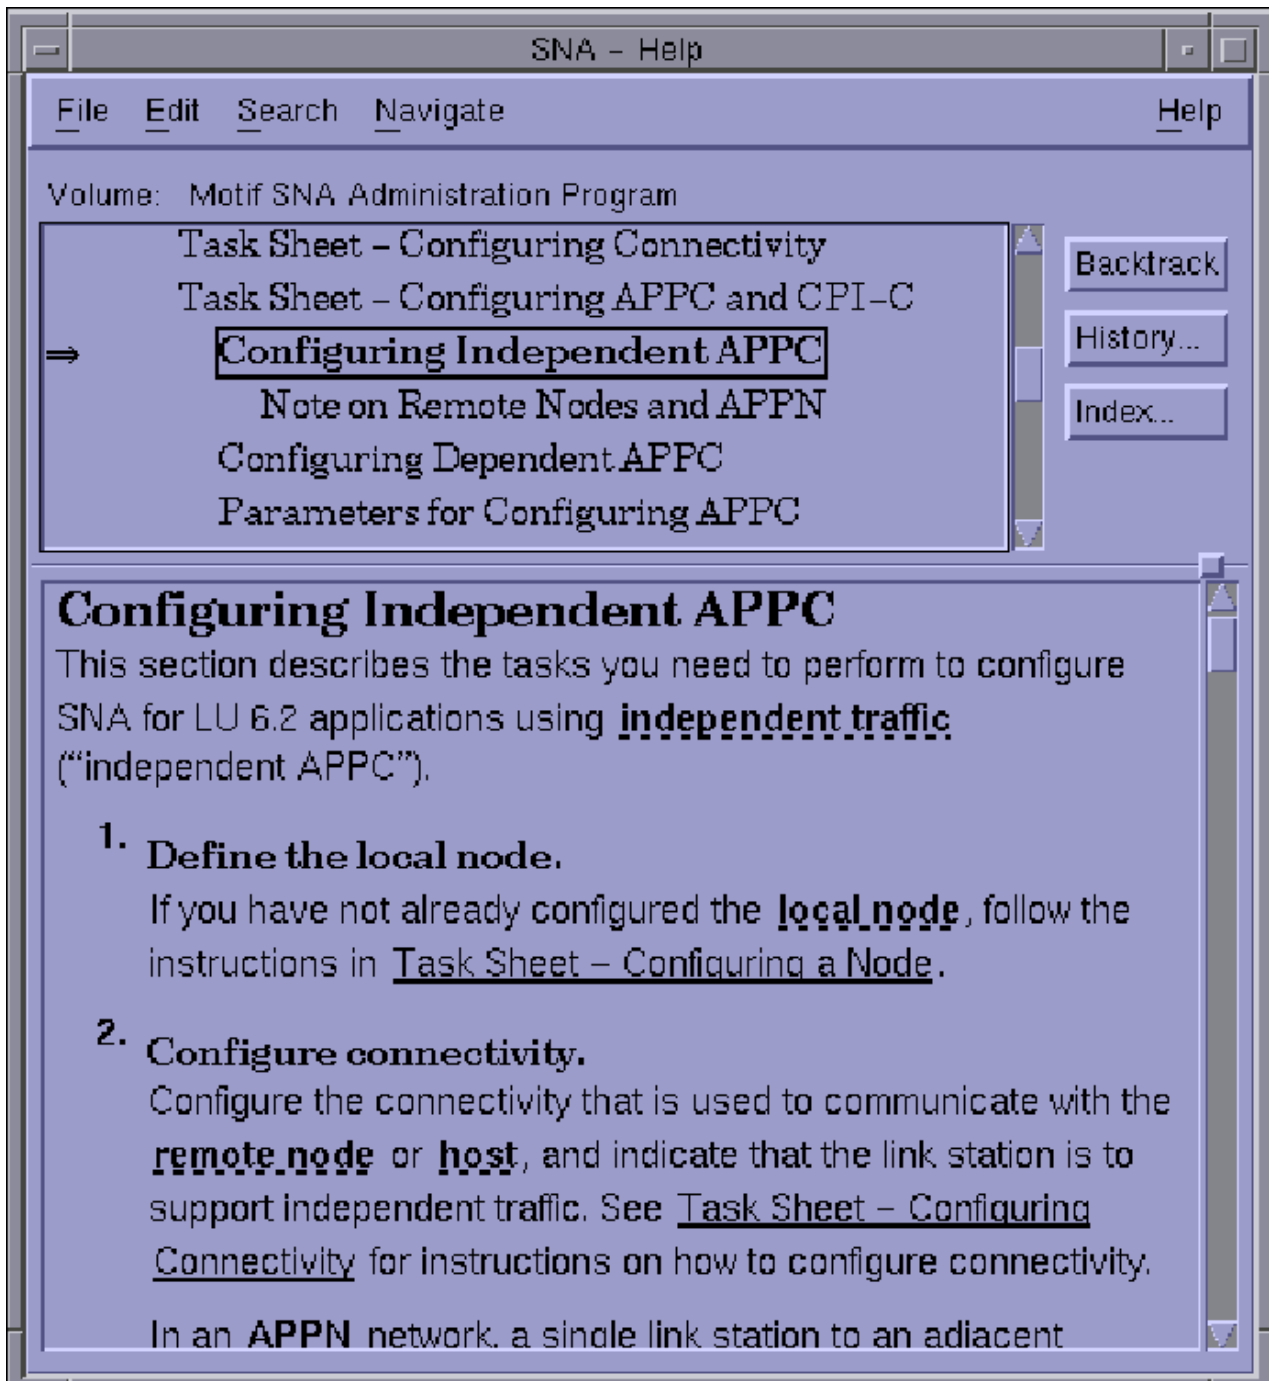 SNA – Help
File Edit Search Navigate Help
Volume: Motif SNA Administration Program
Task Sheet – Configuring Connectivity
Task Sheet – Configuring APPC and CPI–C
⇒ Configuring Independent APPC
Note on Remote Nodes and APPN
Configuring Dependent APPC
Parameters for Configuring APPC
Backtrack
History...
Index...
Configuring Independent APPC
This section describes the tasks you need to perform to configure
SNA for LU 6.2 applications using independent traffic
(“independent APPC”).
1. Define the local node.
If you have not already configured the local node, follow the
instructions in Task Sheet – Configuring a Node.
2. Configure connectivity.
Configure the connectivity that is used to communicate with the
remote node or host, and indicate that the link station is to
support independent traffic. See Task Sheet – Configuring
Connectivity for instructions on how to configure connectivity.
In an APPN network, a single link station to an adjacent